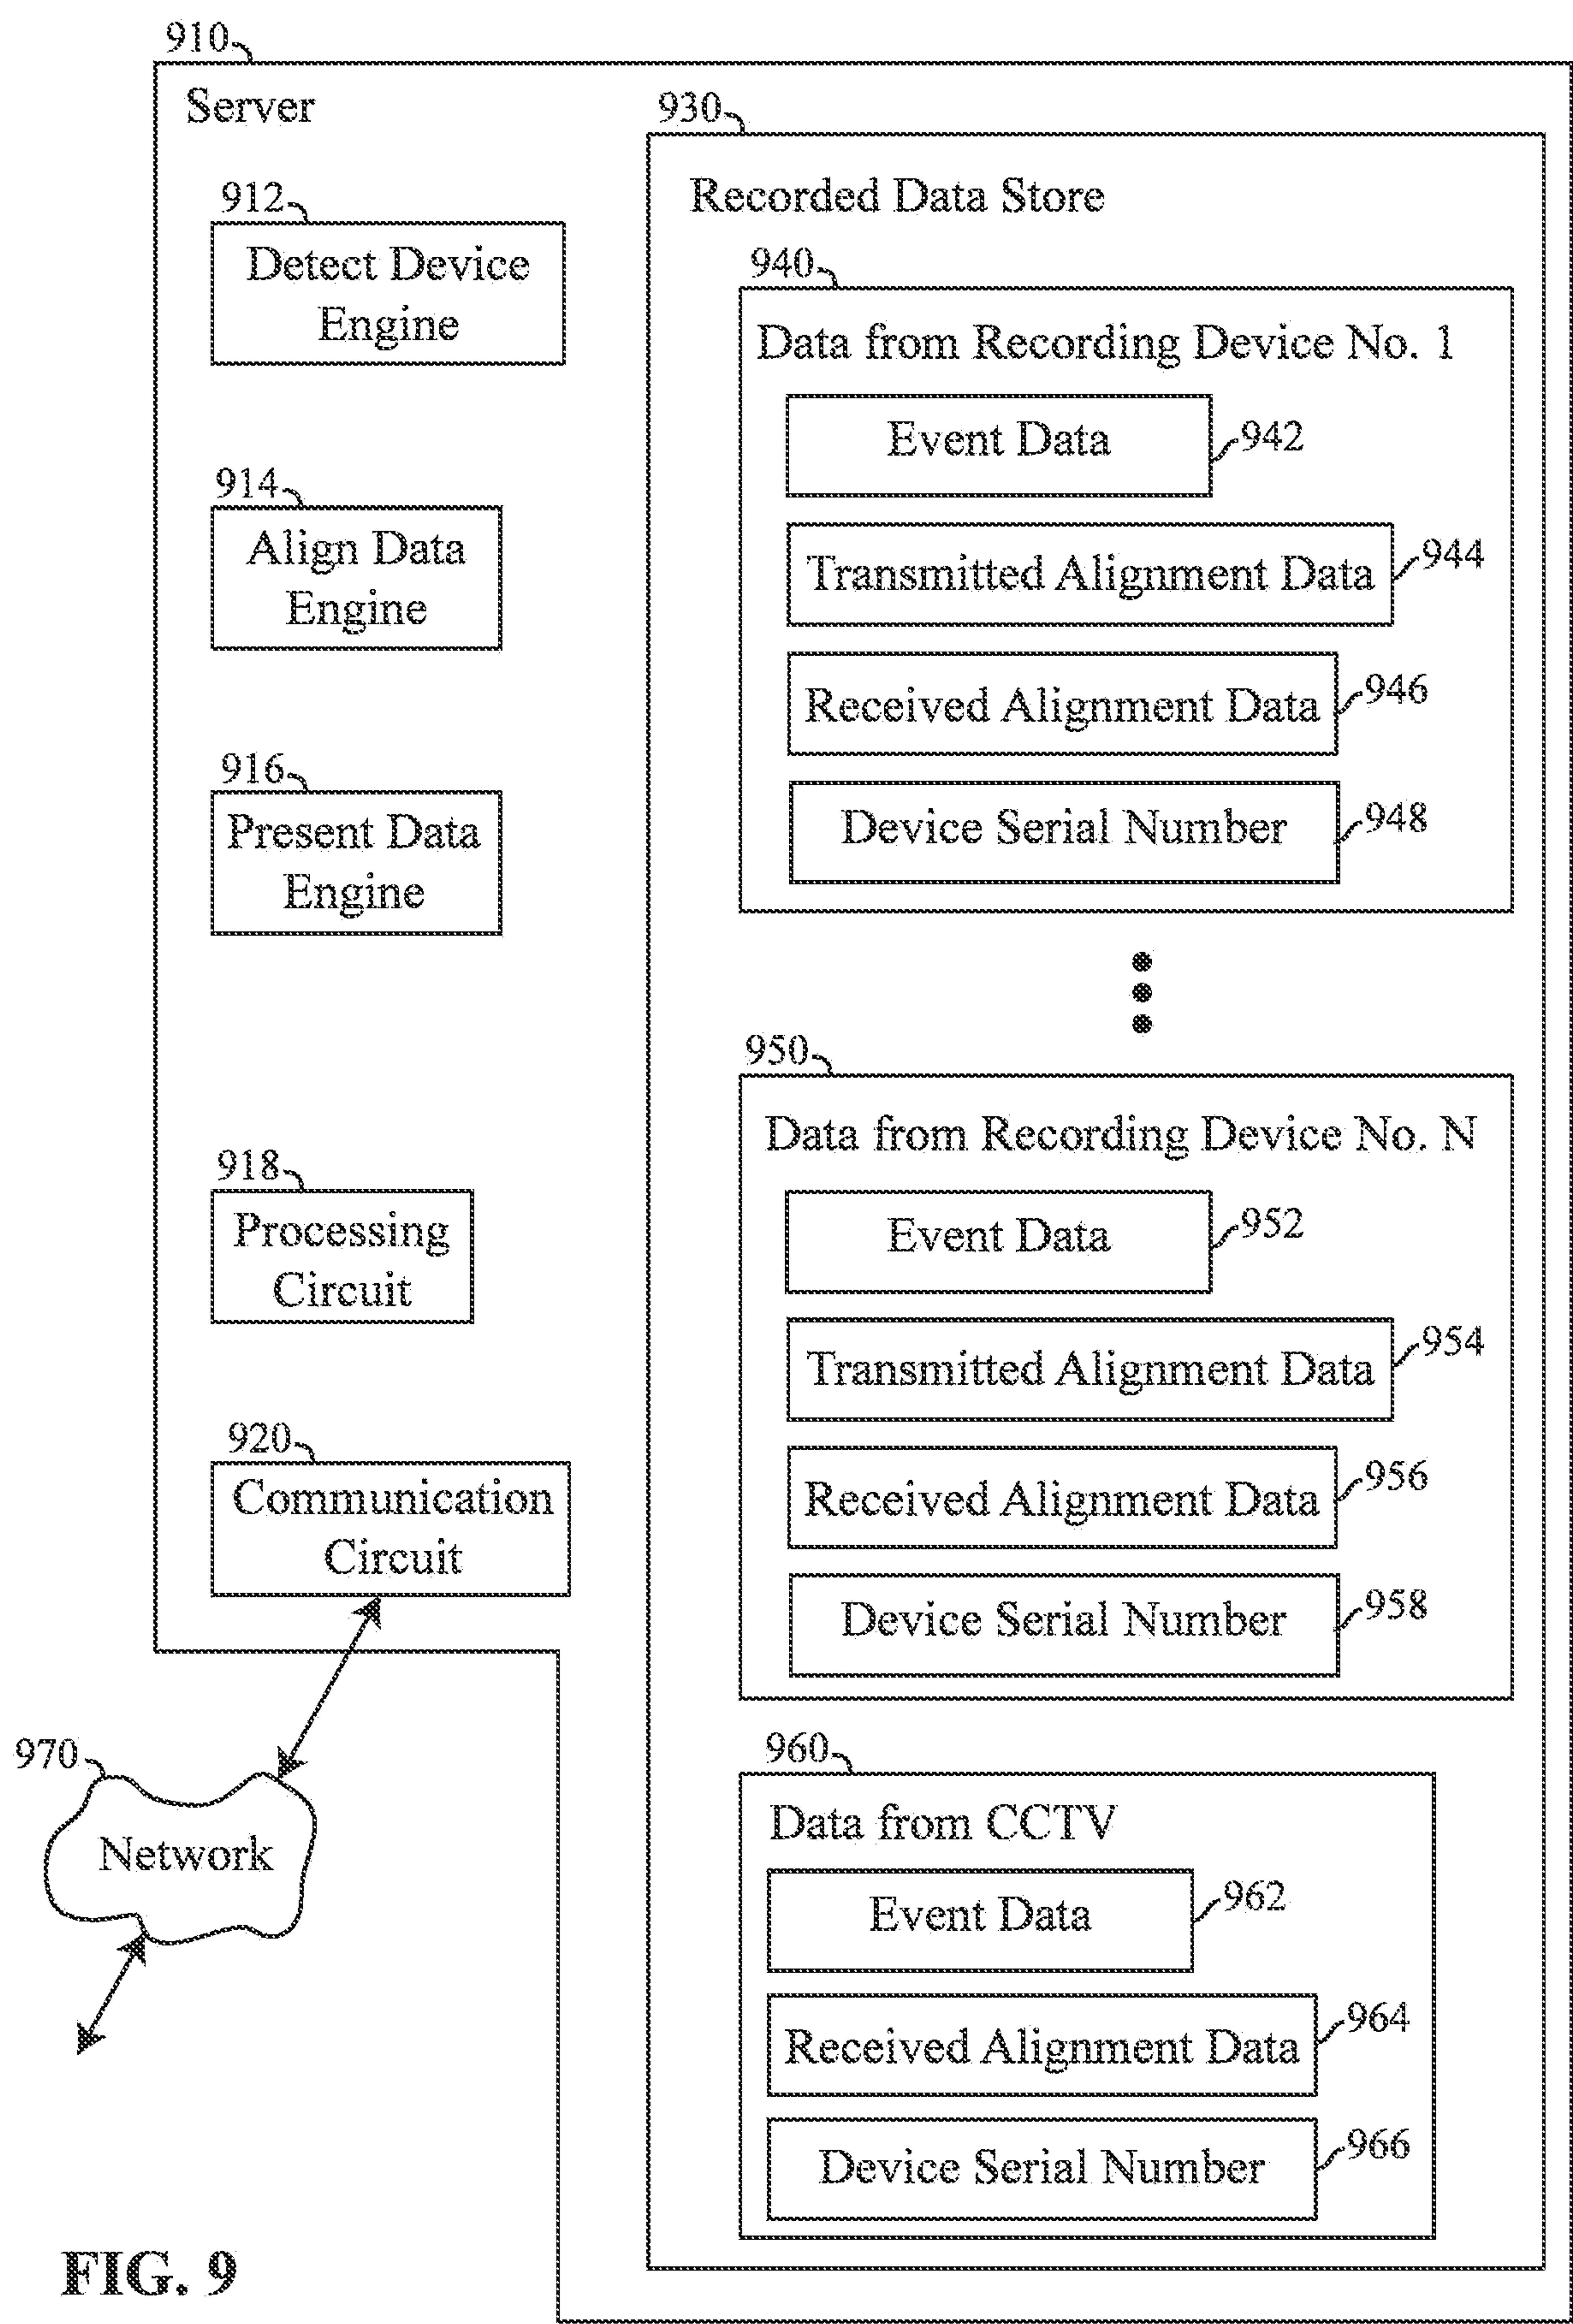 910
Server
912
Detect Device
Engine
914
Align Data
Engine
916
Present Data
Engine
918
Processing
Circuit
920
Communication
Circuit
970
Network
930
Recorded Data Store
940
Data from Recording Device No. 1
Event Data
942
Transmitted Alignment Data
944
Received Alignment Data
946
Device Serial Number
948
950
Data from Recording Device No. N
Event Data
952
Transmitted Alignment Data
954
Received Alignment Data
956
Device Serial Number
958
960
Data from CCTV
Event Data
962
Received Alignment Data
964
Device Serial Number
966
FIG. 9